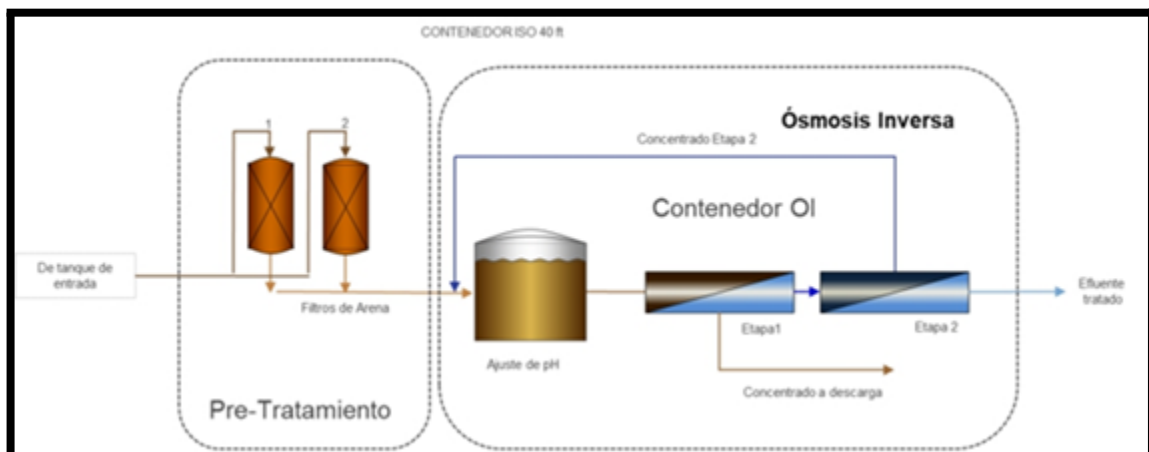 CONTENEDOR ISO 40 ft
1
2
Ósmosis Inversa
Concentrado Etapa 2
Contenedor OI
De tanque de
entrada
Filtros de Arena
Efluente
tratado
Etapa1
Etapa 2
Ajuste de pH
Concentrado a descarga
Pre-Tratamiento